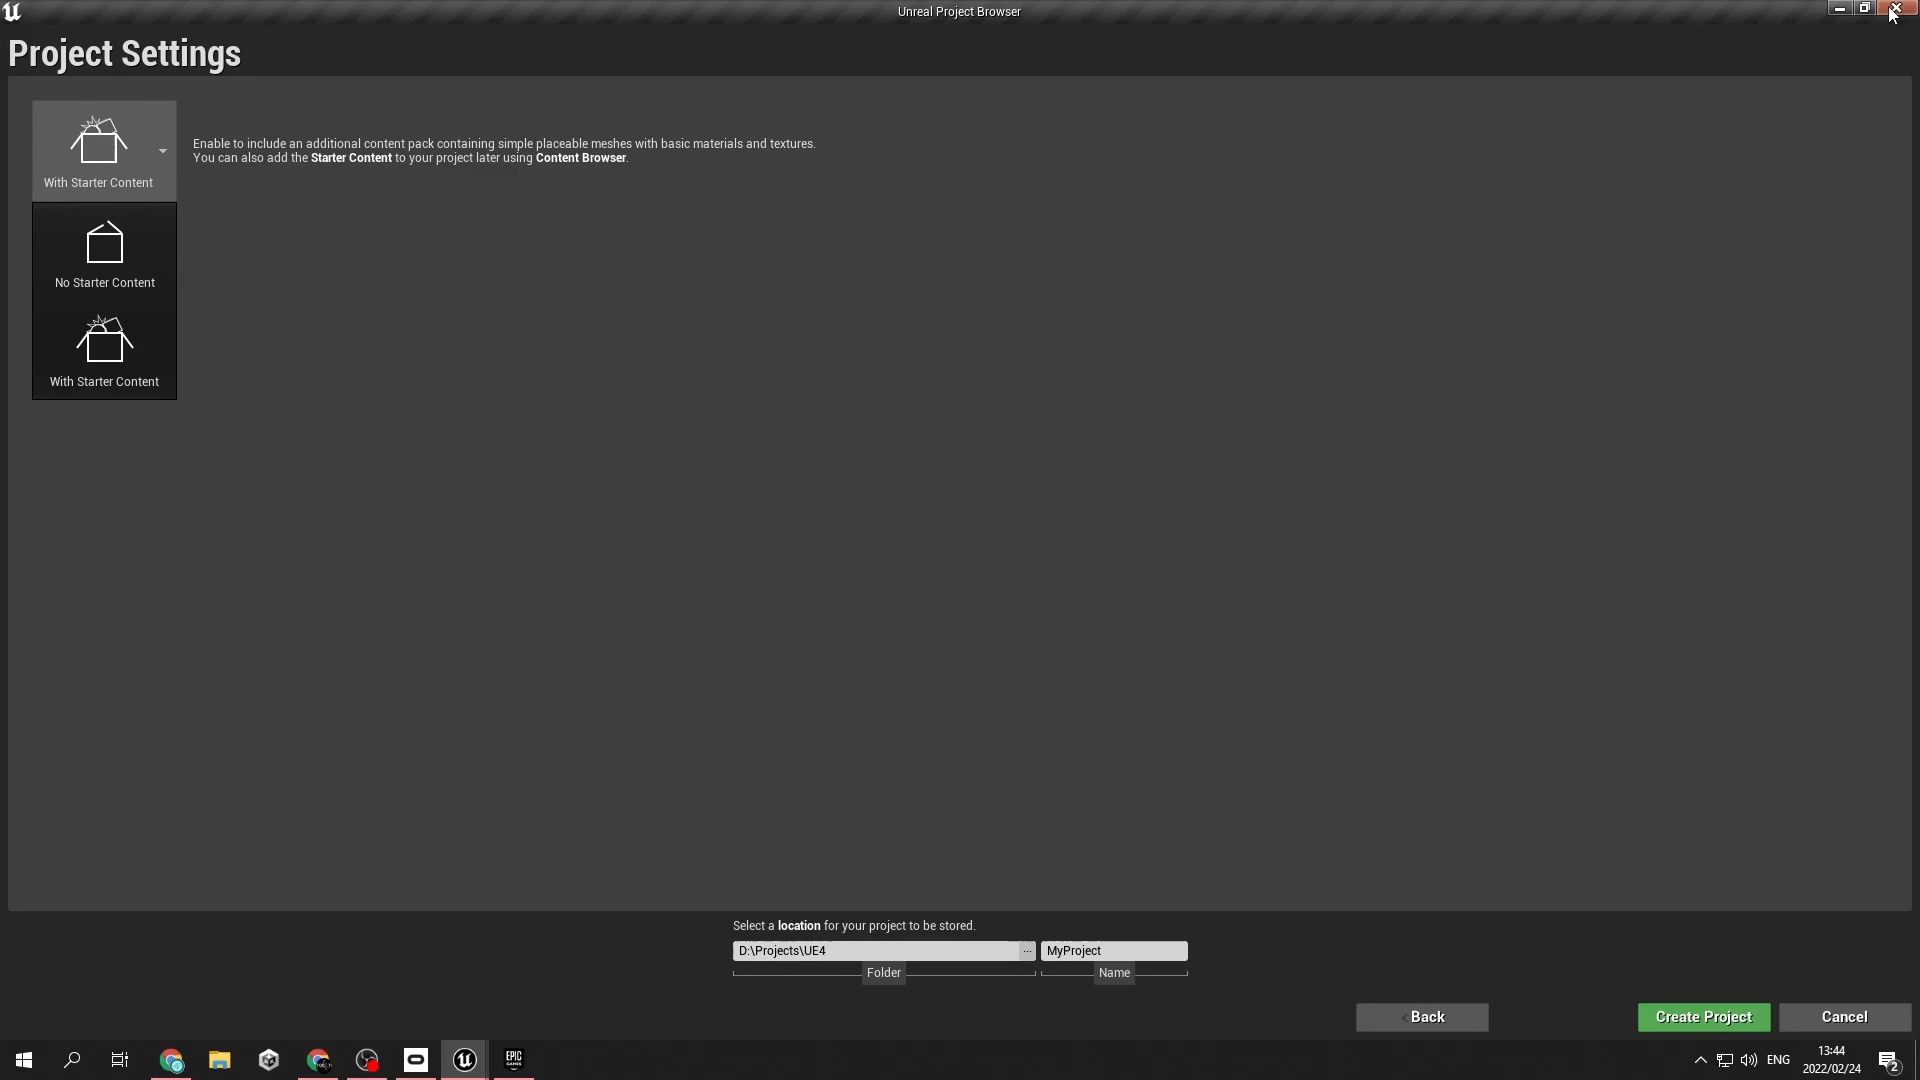 Unreal Project Browser
Project Settings
With Starter Content
Enable to include an additional content pack containing simple placeable meshes with basic materials and textures.
You can also add the Starter Content to your project later using Content Browser.
No Starter Content
With Starter Content
Select a location for your project to be stored.
D:\Projects\UE4
...
MyProject
Folder
Name
< Back
Create Project
Cancel
EPIC
GAMES
ENG
13:44
2022/02/24
2